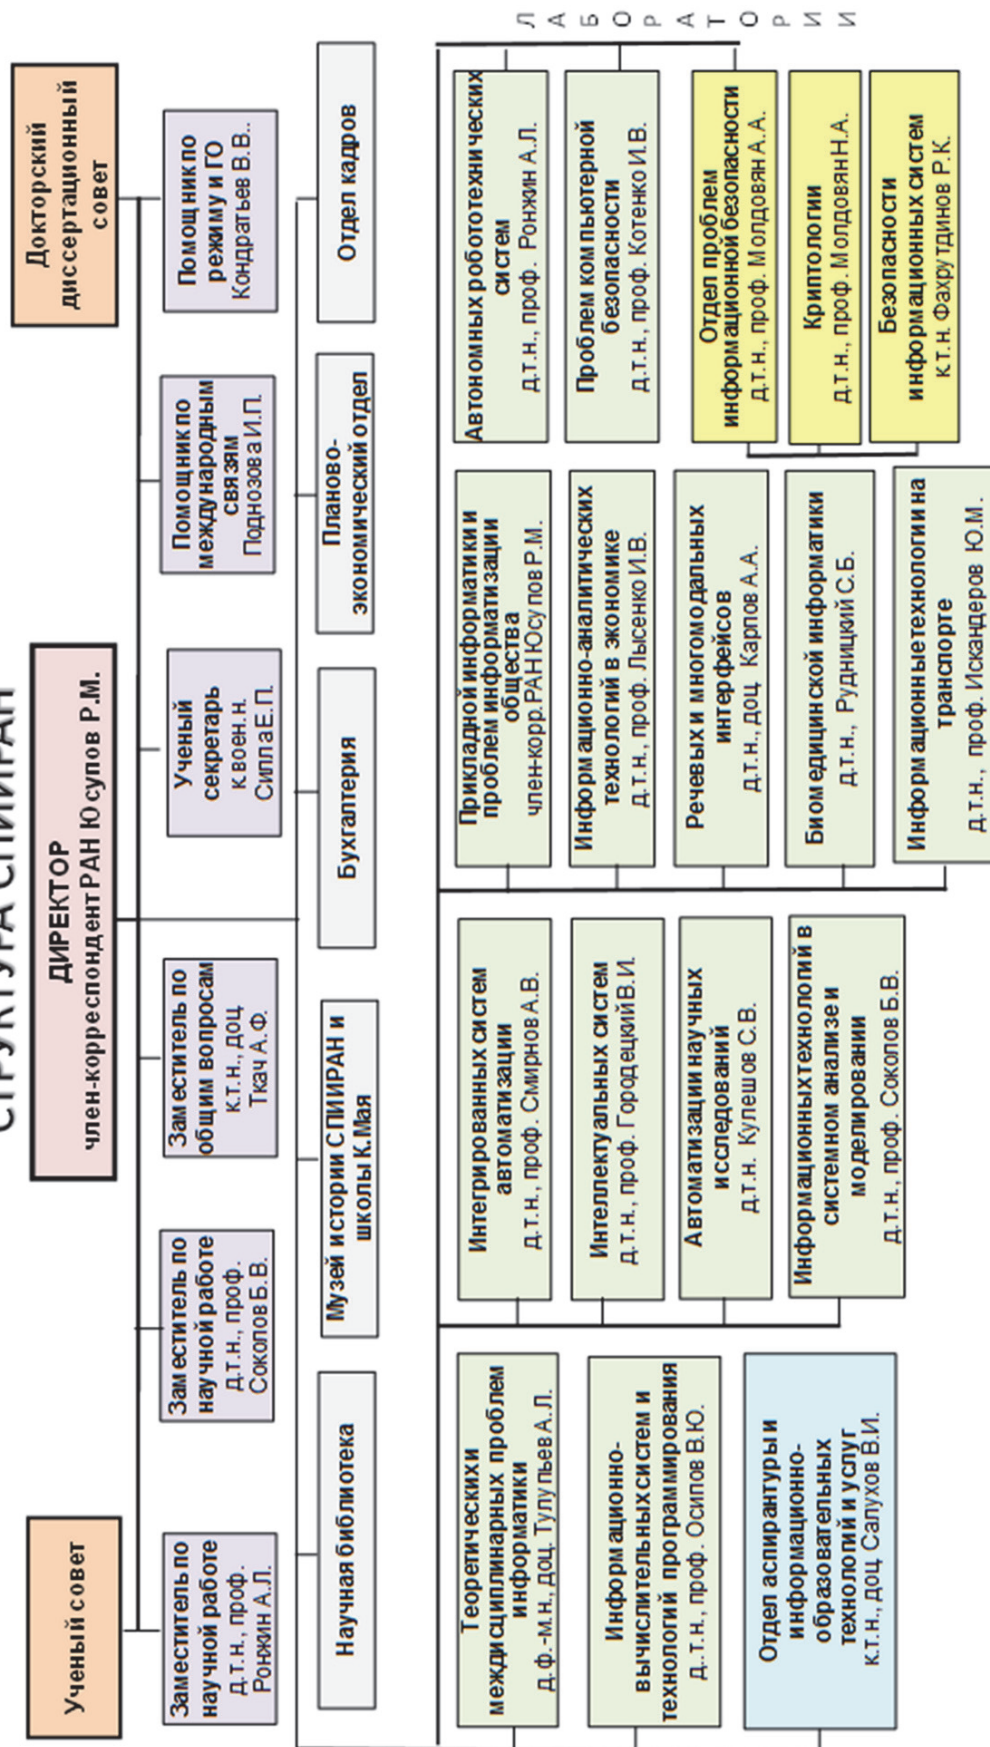 СТРУКТУРА СПИИРАН
Ученый совет
ДИРЕКТОР
член-корреспондент РАН Юсупов Р.М.
Докторский
диссертационный
совет
Заместитель по
научной работе
д.т.н., проф.
Ронжин А.Л.
Заместитель по
научной работе
д.т.н., проф.
Соколов Б.В.
Заместитель по
общим вопросам
к.т.н., доц.
Ткач А.Ф.
Ученый
секретарь
к.воен.н.
Силла Е.П.
Помощник по
международным
связям
Поднозова И.П.
Помощник по
режиму и ГО
Кондратьев В.В..
Научная библиотека
Музей истории СПИИРАН и
школы К.Мая
Бухгалтерия
Планово-
экономический отдел
Отдел кадров
Теоретических и
междисциплинарных проблем
информатики
д.ф.-м.н., доц. Тулупьев А.Л.
Информационно-
вычислительных систем и
технологий программирования
д..т.н., проф. Осипов В.Ю.
Отдел аспирантуры и
информационно-
образовательных
технологий и услуг
к.т.н., доц. Салухов В.И.
Интегрированных систем
автоматизации
д.т.н., проф. Смирнов А.В.
Интеллектуальных систем
д.т.н., проф. Городецкий В.И.
Автоматизации научных
исследований
д.т.н. Кулешов С.В.
Информационных технологий в
системном анализе и
моделировании
д.т.н., проф. Соколов Б.В.
Прикладной информатики и
проблем информатизации
общества
член-корр. РАН Юсупов Р.М.
Информационно-аналитических
технологий в экономике
д.т.н., проф. Лысенко И.В.
Речевых и многомодальных
интерфейсов
д.т.н., доц. Карпов А.А.
Биомедицинской информатики
д.т.н., Рудницкий С.Б.
Информационные технологии на
транспорте
д.т.н., проф. Искандеров Ю.М.
Автономных робототехнических
систем
д.т.н., проф. Ронжин А.Л.
Проблем компьютерной
безопасности
д.т.н., проф. Котенко И.В.
Отдел проблем
информационной безопасности
д.т.н., проф. Молдовян А.А.
Криптологии
д.т.н., проф. Молдовян Н.А.
Безопасности
информационных систем
к.т.н. Фахрутдинов Р.К.
ЛАБОРАТОРИИ